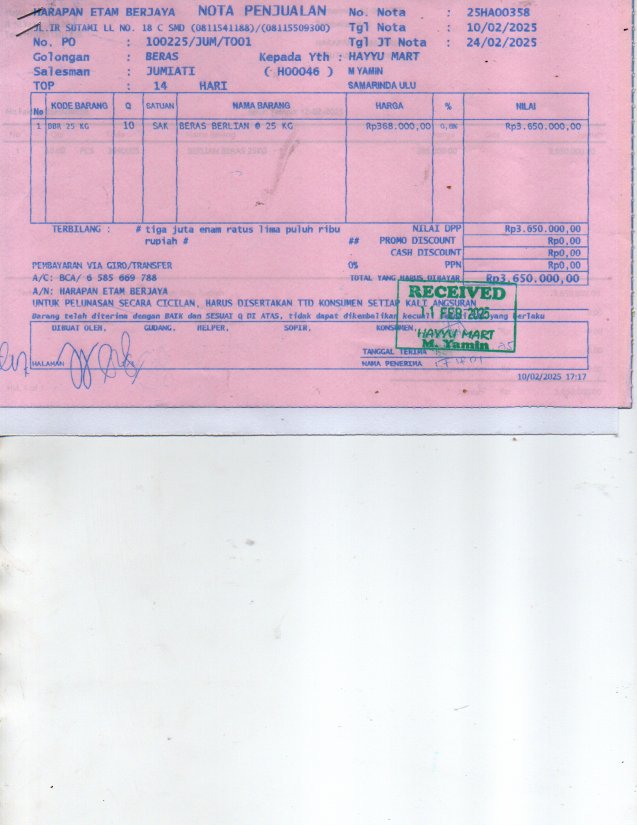 HARAPAN ETAM BERJAYA NOTA PENJUALAN No. Nota : 25HA00358
JL.IR SUTAMI LL NO. 18 C SMD (0811541188)/(08115509300) Tgl Nota : 10/02/2025
No. PO : 100225/JUM/T001 Tgl JT Nota : 24/02/2025
Golongan : BERAS Kepada Yth : HAYYU MART
Salesman : JUMIATI ( H00046 ) M YAMIN
TOP : 14 HARI SAMARINDA ULU
No KODE BARANG Q SATUAN NAMA BARANG HARGA % NILAI
1 BBR 25 KG 10 SAK BERAS BERLIAN @ 25 KG Rp368.000,00 0,8% Rp3.650.000,00
TERBILANG : # tiga juta enam ratus lima puluh ribu NILAI DPP Rp3.650.000,00
rupiah # ## PROMO DISCOUNT Rp0,00
CASH DISCOUNT Rp0,00
PEMBAYARAN VIA GIRO/TRANSFER 0% PPN Rp0,00
A/C: BCA/ 6 585 669 788 TOTAL YANG HARUS DIBAYAR Rp3.650.000,00
A/N: HARAPAN ETAM BERJAYA
UNTUK PELUNASAN SECARA CICILAN, HARUS DISERTAKAN TTD KONSUMEN SETIAP KALI ANGSURAN
Barang telah diterima dengan BAIK dan SESUAI Q DI ATAS, tidak dapat dikembalikan kecuali yang berlaku
DIBUAT OLEH, GUDANG, HELPER, SOPIR, KONSUMEN,
RECEIVED
11 FEB 2025
HAYYU MART
M. Yamin
TANGGAL TERIMA
HALAMAN NAMA PENERIMA
10/02/2025 17:17